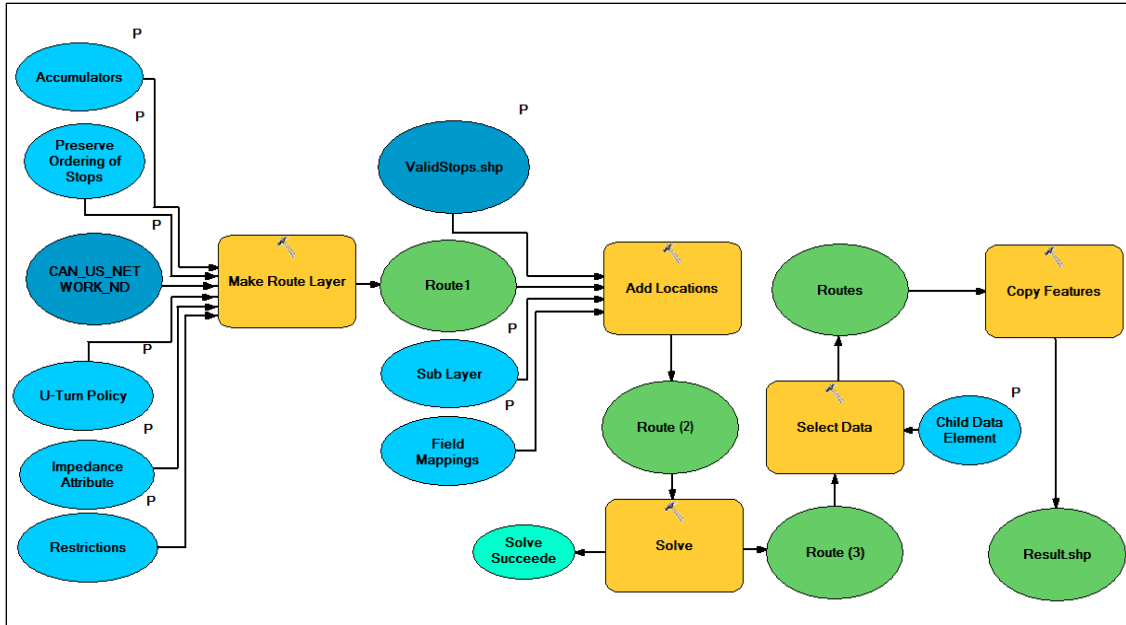 P
Accumulators
P
Preserve
Ordering of
Stops
P
CAN_US_NET
WORK_ND
P
U-Turn Policy
P
Impedance
Attribute
P
Restrictions
Make Route Layer
P
ValidStops.shp
Route1
P
Sub Layer
P
Field
Mappings
Add Locations
Route (2)
Solve
Solve
Succeede
Route (3)
Select Data
P
Child Data
Element
Routes
Copy Features
Result.shp